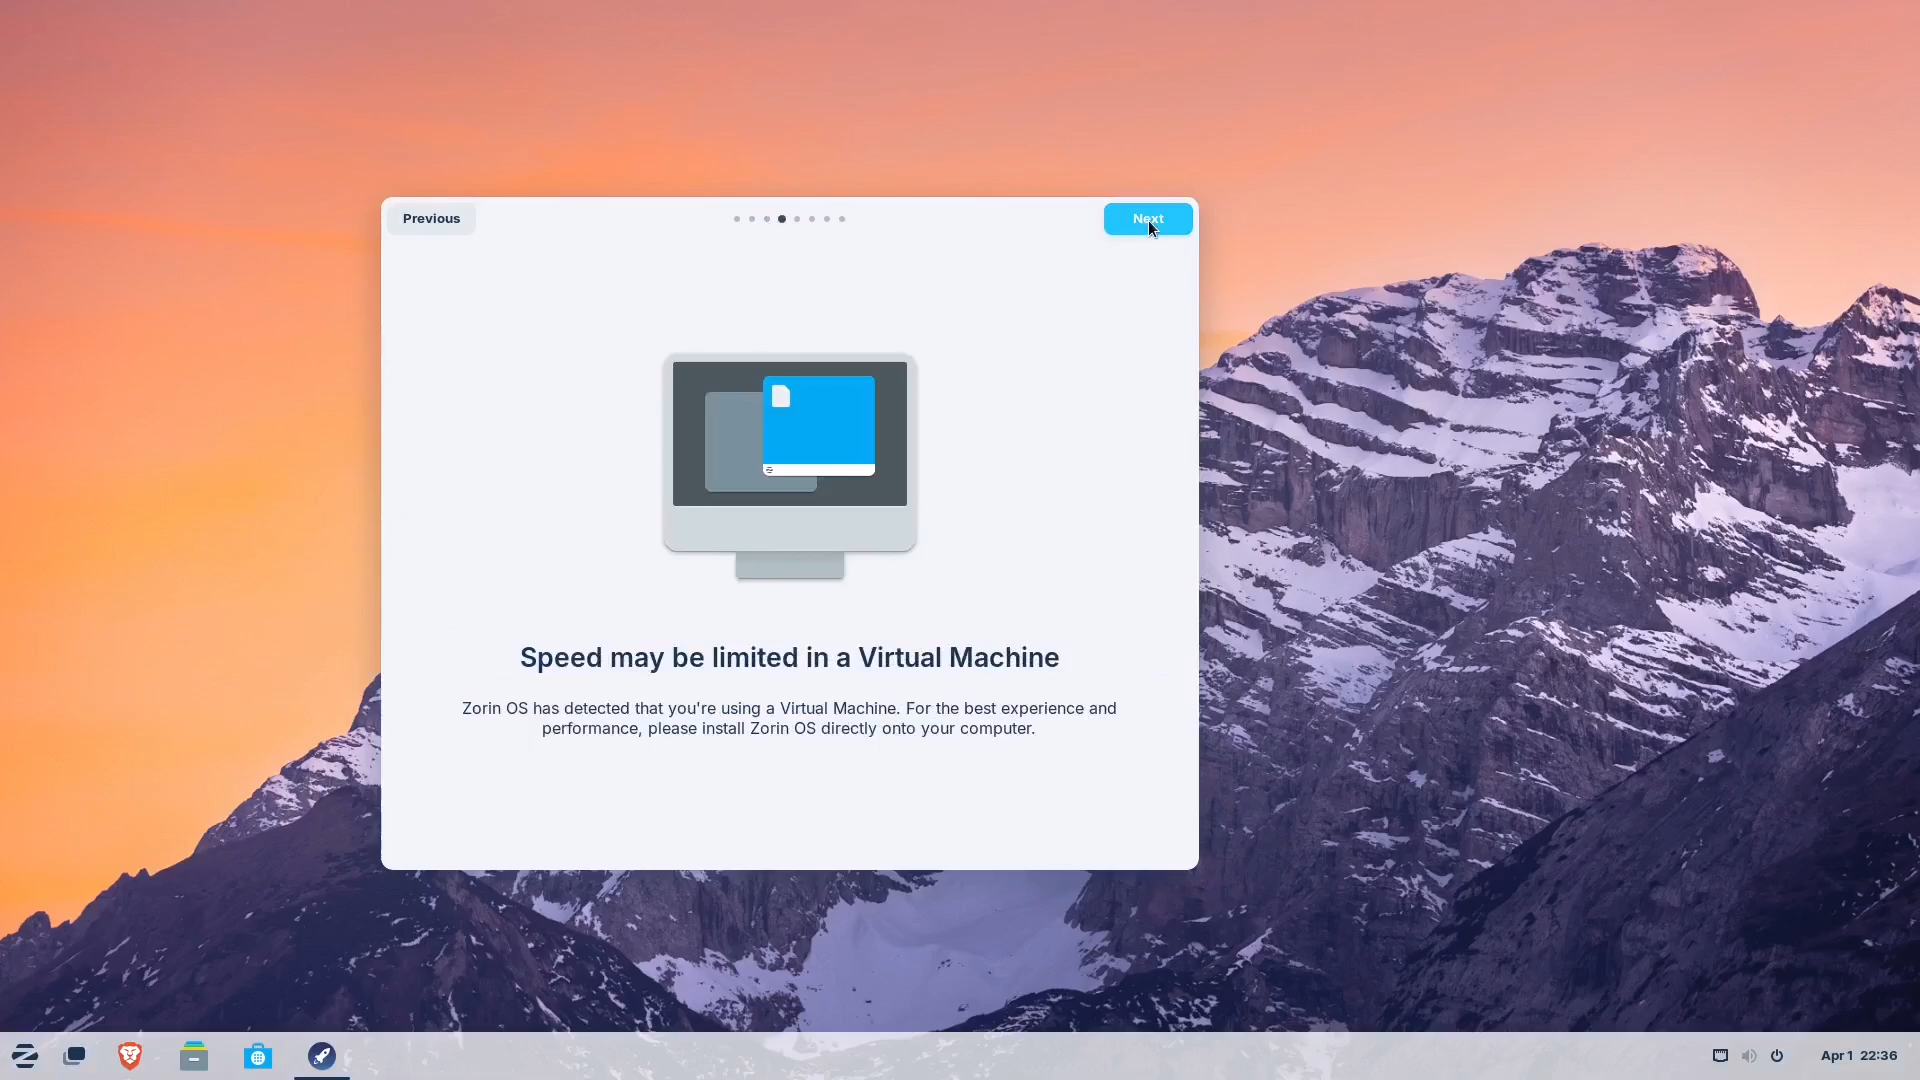 Previous
Next
Speed may be limited in a Virtual Machine
Zorin OS has detected that you're using a Virtual Machine. For the best experience and
performance, please install Zorin OS directly onto your computer.
Apr 1 22:36